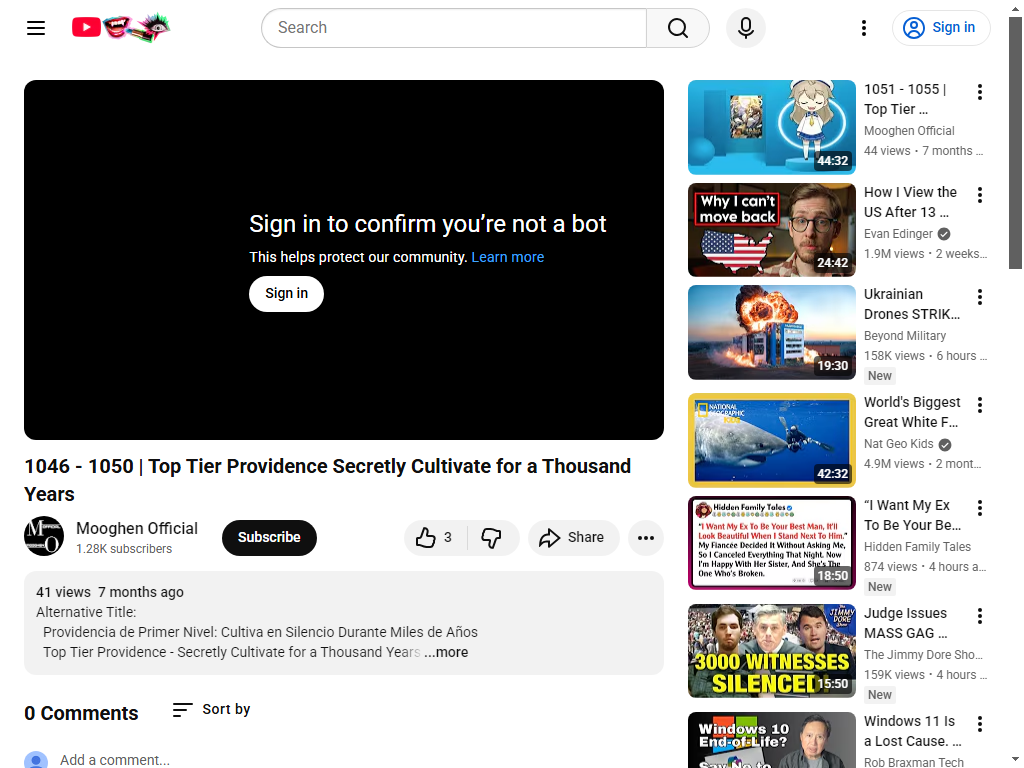 Search
Sign in
Sign in to confirm you’re not a bot
This helps protect our community. Learn more
Sign in
1046 - 1050 | Top Tier Providence Secretly Cultivate for a Thousand
Years
Mooghen Official
1.28K subscribers
Subscribe
3
Share
41 views 7 months ago
Alternative Title:
Providencia de Primer Nivel: Cultiva en Silencio Durante Miles de Años
Top Tier Providence - Secretly Cultivate for a Thousand Years ...more
0 Comments
Sort by
Add a comment...
44:32
1051 - 1055 |
Top Tier ...
Mooghen Official
44 views • 7 months ...
Why I can't
move back
24:42
How I View the
US After 13 ...
Evan Edinger
1.9M views • 2 weeks...
19:30
Ukrainian
Drones STRIK...
Beyond Military
158K views • 6 hours ...
New
NATIONAL
GEOGRAPHIC
KIDS
42:32
World's Biggest
Great White F...
Nat Geo Kids
4.9M views • 2 mont...
Hidden Family Tales
“I Want My Ex To Be Your Best Man, It'll
Look Beautiful When I Stand Next To Him.”
My Fiancée Decided It Without Asking Me,
So I Canceled Everything That Night. Now
I'm Happy With Her Sister, And She's The
One Who's Broken.
18:50
“I Want My Ex
To Be Your Be...
Hidden Family Tales
874 views • 4 hours a...
New
THE
JIMMY
DORE
3000 WITNESSES
SILENCED
15:50
Judge Issues
MASS GAG ...
The Jimmy Dore Sho...
159K views • 4 hours ...
New
Windows 10
End-of-Life?
Say No to
Windows 11 Is
a Lost Cause. ...
Rob Braxman Tech